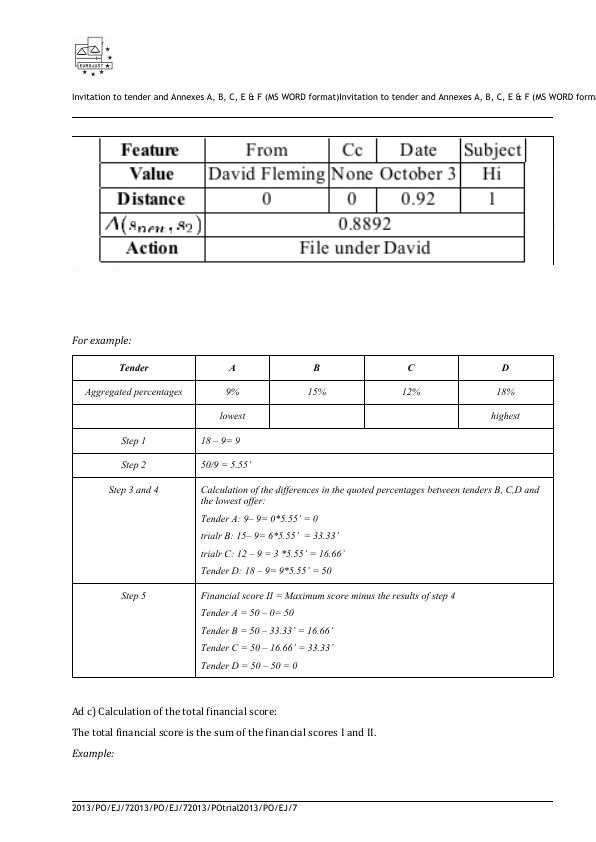 EUROJUST
Invitation to tender and Annexes A, B, C, E & F (MS WORD format)Invitation to tender and Annexes A, B, C, E & F (MS WORD form
Feature From Cc Date Subject
Value David Fleming None October 3 Hi
Distance 0 0 0.92 1
Λ(snew, s2) 0.8892
Action File under David
For example:
Tender A B C D
Aggregated percentages 9% 15% 12% 18%
lowest highest
Step 1 18 – 9= 9
Step 2 50/9 = 5.55’
Step 3 and 4 Calculation of the differences in the quoted percentages between tenders B, C,D and
the lowest offer:
Tender A: 9– 9= 0*5.55’ = 0
trialr B: 15– 9= 6*5.55’ = 33.33’
trialr C: 12 – 9 = 3 *5.55’ = 16.66’
Tender D: 18 – 9= 9*5.55’ = 50
Step 5 Financial score II = Maximum score minus the results of step 4
Tender A = 50 – 0= 50
Tender B = 50 – 33.33’ = 16.66’
Tender C = 50 – 16.66’ = 33.33’
Tender D = 50 – 50 = 0
Ad c) Calculation of the total financial score:
The total financial score is the sum of the financial scores I and II.
Example:
2013/PO/EJ/72013/PO/EJ/72013/POtrial2013/PO/EJ/7